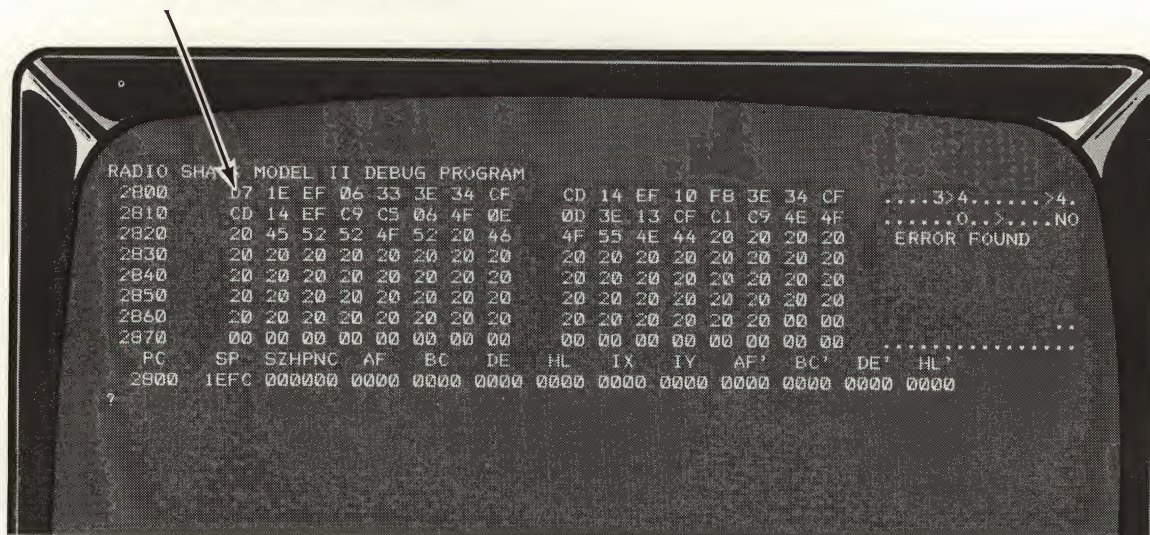 RADIO SHACK MODEL II DEBUG PROGRAM
2800 D7 1E EF 06 33 3E 34 CF CD 14 EF 10 F8 3E 34 CF ....3>4......>4.
2810 CD 14 EF C9 C5 06 4F 0E 0D 3E 13 CF C1 C9 4E 4F ......O..>....NO
2820 20 45 52 52 4F 52 20 46 4F 55 4E 44 20 20 20 20 ERROR FOUND
2830 20 20 20 20 20 20 20 20 20 20 20 20 20 20 20 20
2840 20 20 20 20 20 20 20 20 20 20 20 20 20 20 20 20
2850 20 20 20 20 20 20 20 20 20 20 20 20 20 20 20 20
2860 20 20 20 20 20 20 20 20 20 20 20 20 20 20 00 00 ..
2870 00 00 00 00 00 00 00 00 00 00 00 00 00 00 00 00 ................
PC SP SZHPNC AF BC DE HL IX IY AF' BC' DE' HL'
2800 1EFC 000000 0000 0000 0000 0000 0000 0000 0000 0000 0000 0000
?